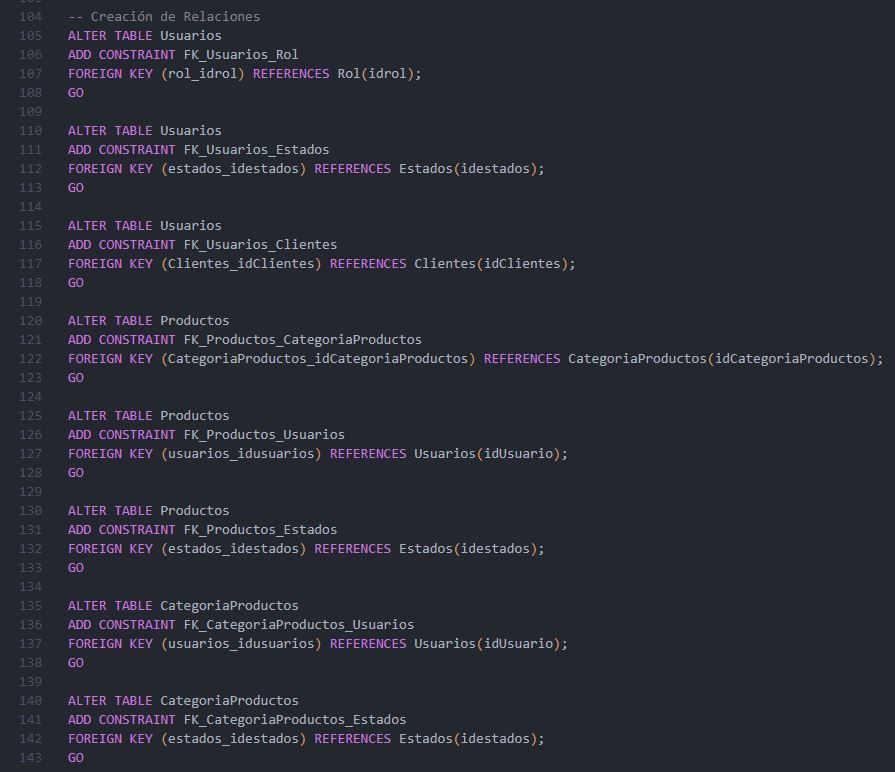 104 -- Creación de Relaciones
105 ALTER TABLE Usuarios
106 ADD CONSTRAINT FK_Usuarios_Rol
107 FOREIGN KEY (rol_idrol) REFERENCES Rol(idrol);
108 GO
109
110 ALTER TABLE Usuarios
111 ADD CONSTRAINT FK_Usuarios_Estados
112 FOREIGN KEY (estados_idestados) REFERENCES Estados(idestados);
113 GO
114
115 ALTER TABLE Usuarios
116 ADD CONSTRAINT FK_Usuarios_Clientes
117 FOREIGN KEY (Clientes_idClientes) REFERENCES Clientes(idClientes);
118 GO
119
120 ALTER TABLE Productos
121 ADD CONSTRAINT FK_Productos_CategoriaProductos
122 FOREIGN KEY (CategoriaProductos_idCategoriaProductos) REFERENCES CategoriaProductos(idCategoriaProductos);
123 GO
124
125 ALTER TABLE Productos
126 ADD CONSTRAINT FK_Productos_Usuarios
127 FOREIGN KEY (usuarios_idusuarios) REFERENCES Usuarios(idUsuario);
128 GO
129
130 ALTER TABLE Productos
131 ADD CONSTRAINT FK_Productos_Estados
132 FOREIGN KEY (estados_idestados) REFERENCES Estados(idestados);
133 GO
134
135 ALTER TABLE CategoriaProductos
136 ADD CONSTRAINT FK_CategoriaProductos_Usuarios
137 FOREIGN KEY (usuarios_idusuarios) REFERENCES Usuarios(idUsuario);
138 GO
139
140 ALTER TABLE CategoriaProductos
141 ADD CONSTRAINT FK_CategoriaProductos_Estados
142 FOREIGN KEY (estados_idestados) REFERENCES Estados(idestados);
143 GO